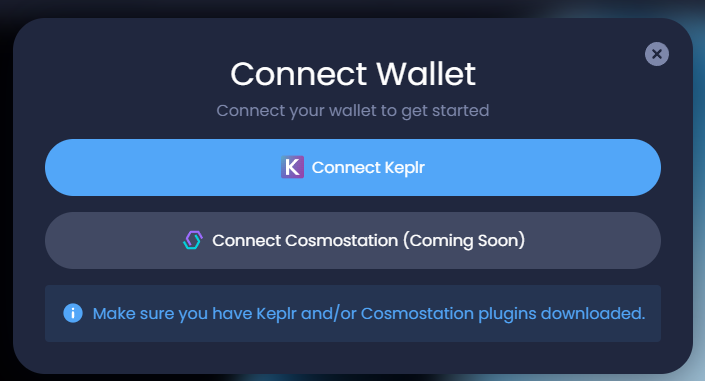 Connect Wallet
Connect your wallet to get started
Connect Keplr
Connect Cosmostation (Coming Soon)
Make sure you have Keplr and/or Cosmostation plugins downloaded.